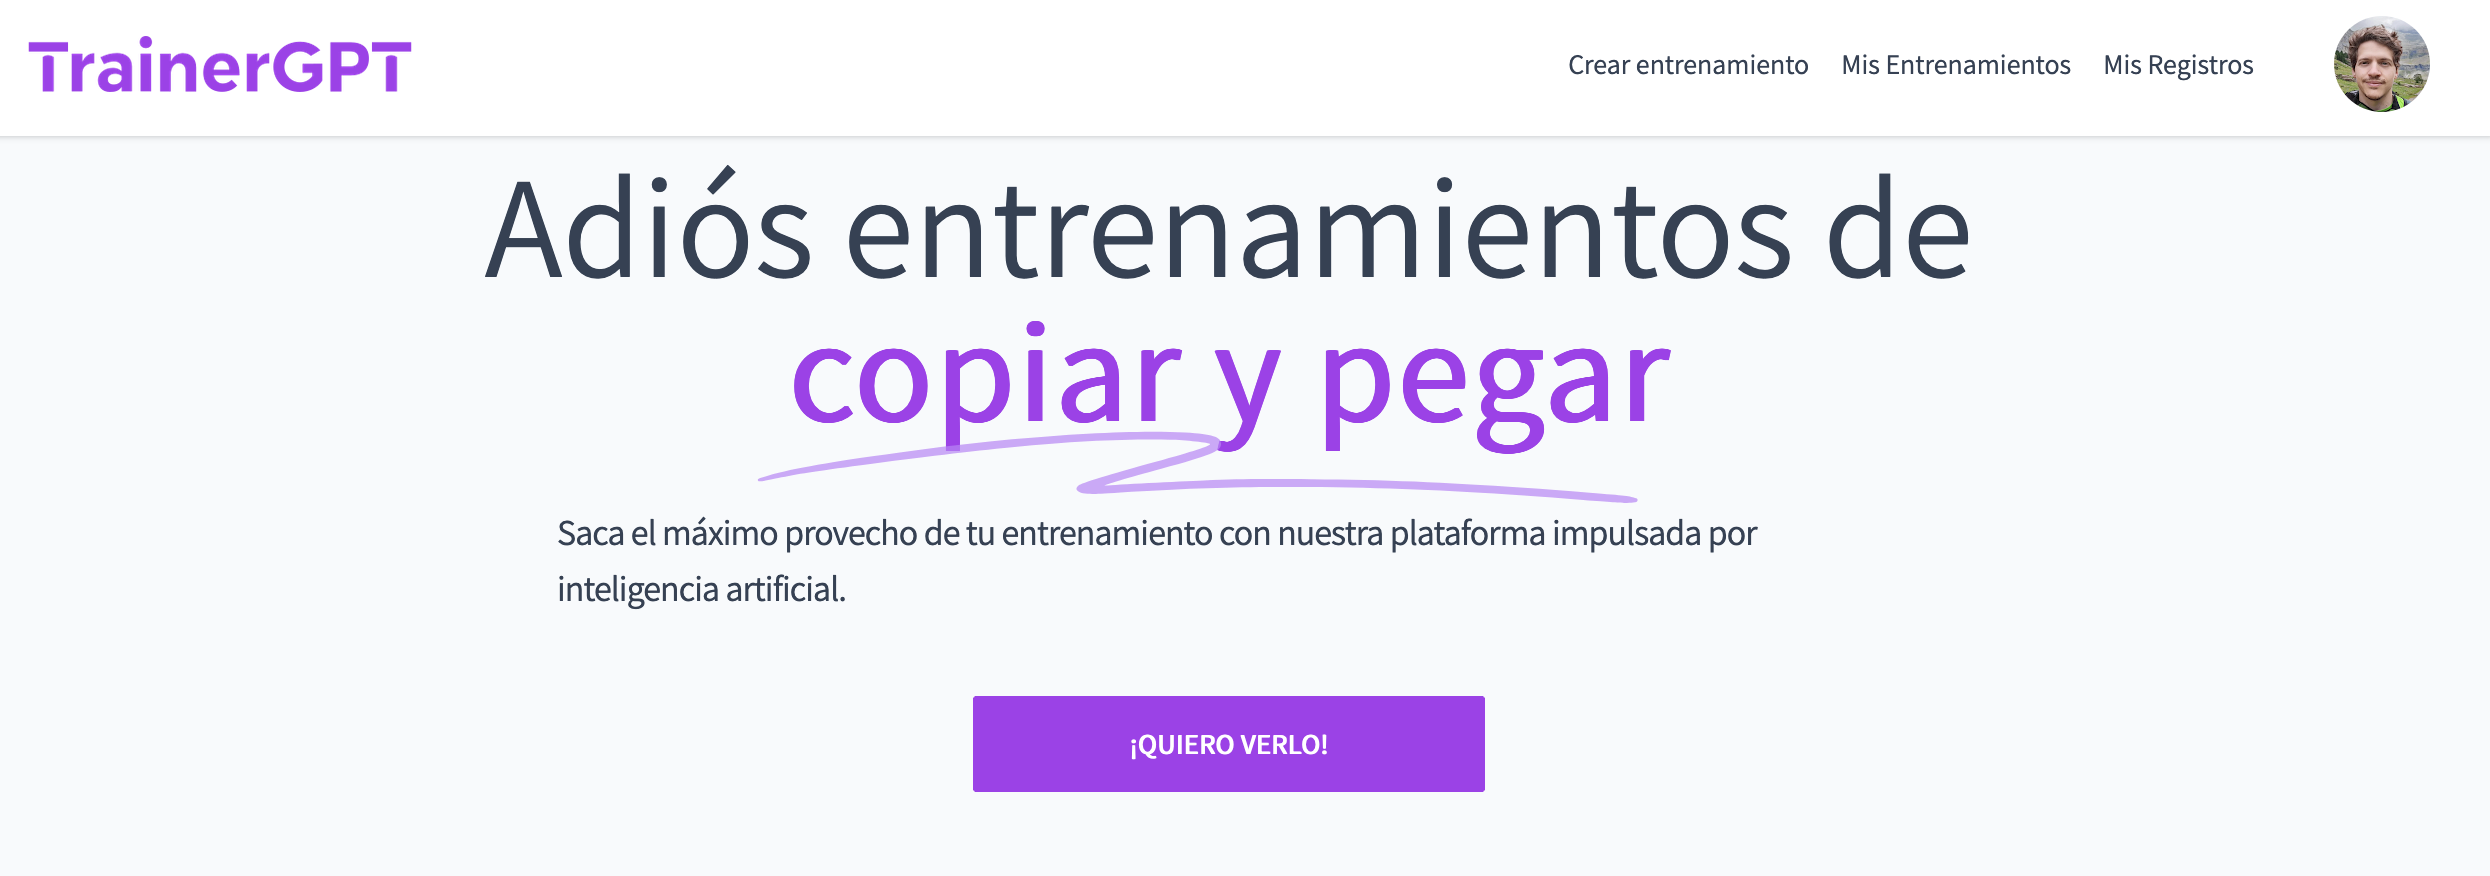 TrainerGPT
Crear entrenamiento Mis Entrenamientos Mis Registros
Adiós entrenamientos de
copiar y pegar
Saca el máximo provecho de tu entrenamiento con nuestra plataforma impulsada por
inteligencia artificial.
¡QUIERO VERLO!